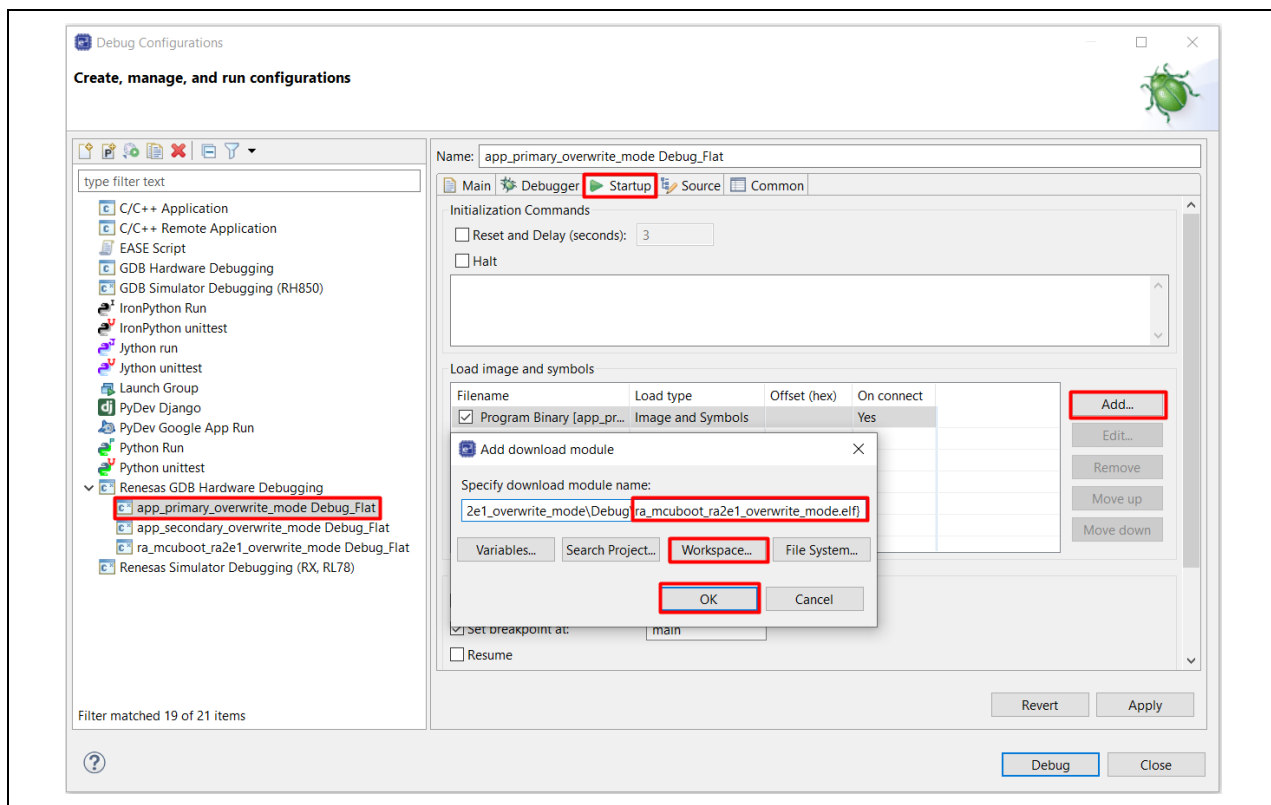 Debug Configurations
Create, manage, and run configurations
type filter text
C/C++ Application
C/C++ Remote Application
EASE Script
GDB Hardware Debugging
GDB Simulator Debugging (RH850)
IronPython Run
IronPython unittest
Jython run
Jython unittest
Launch Group
PyDev Django
PyDev Google App Run
Python Run
Python unittest
Renesas GDB Hardware Debugging
app_primary_overwrite_mode Debug_Flat
app_secondary_overwrite_mode Debug_Flat
ra_mcuboot_ra2e1_overwrite_mode Debug_Flat
Renesas Simulator Debugging (RX, RL78)
Filter matched 19 of 21 items
Name: app_primary_overwrite_mode Debug_Flat
Main Debugger Startup Source Common
Initialization Commands
Reset and Delay (seconds): 3
Halt
Load image and symbols
Filename Load type Offset (hex) On connect
Program Binary [app_pr... Image and Symbols Yes
Add...
Edit...
Remove
Move up
Move down
Add download module
Specify download module name:
2e1_overwrite_mode\Debug\ra_mcuboot_ra2e1_overwrite_mode.elf}
Variables... Search Project... Workspace... File System...
OK Cancel
Set breakpoint at: main
Resume
Revert Apply
Debug Close